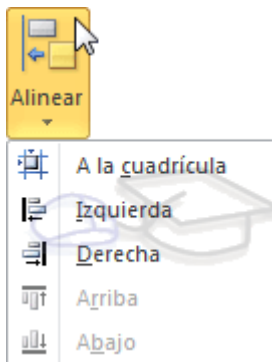 Alinear
A la cuadrícula
Izquierda
Derecha
Arriba
Abajo